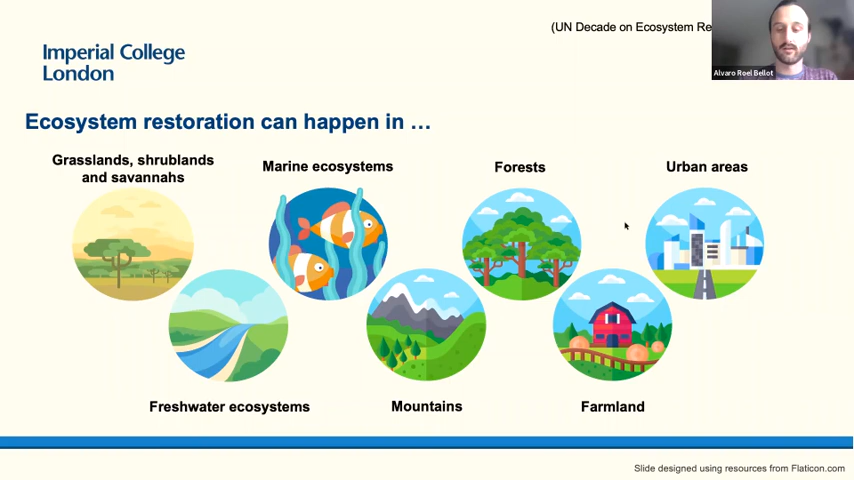 (UN Decade on Ecosystem
Imperial College
London
Alvaro Roel Bellot
Ecosystem restoration can happen in …
Grasslands, shrublands
and savannahs
Marine ecosystems
Forests
Urban areas
Freshwater ecosystems
Mountains
Farmland
Slide designed using resources from Flaticon.com